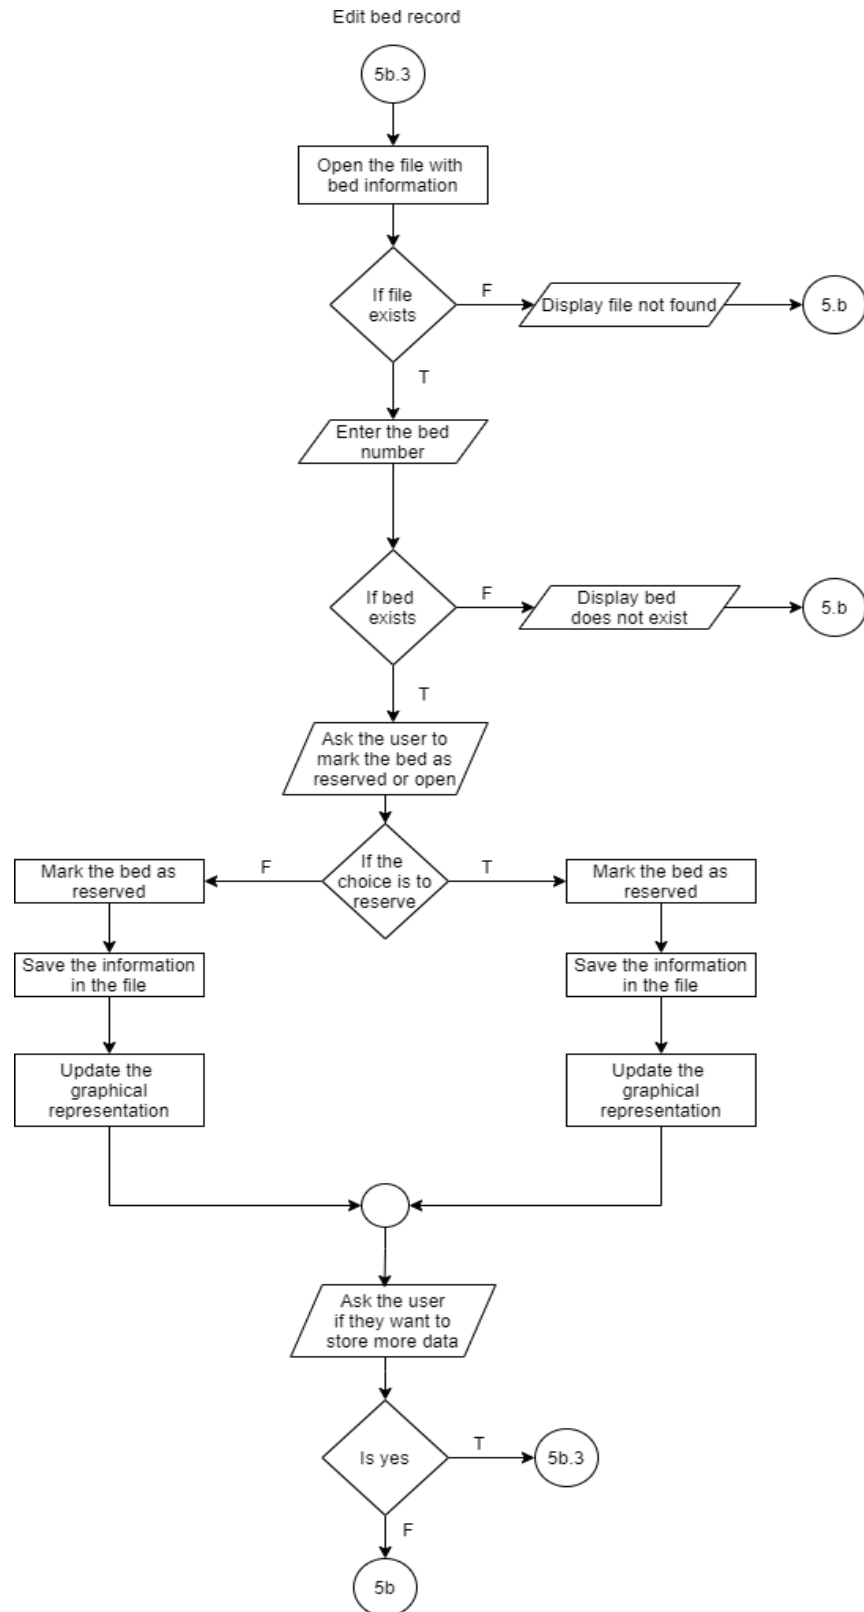 Edit bed record
5b.3
Open the file with
bed information
If file
exists
F
Display file not found
5.b
T
Enter the bed
number
If bed
exists
F
Display bed
does not exist
5.b
T
Ask the user to
mark the bed as
reserved or open
If the
choice is to
reserve
F
T
Mark the bed as
reserved
Save the information
in the file
Update the
graphical
representation
Mark the bed as
reserved
Save the information
in the file
Update the
graphical
representation
Ask the user
if they want to
store more data
Is yes
T
5b.3
F
5b